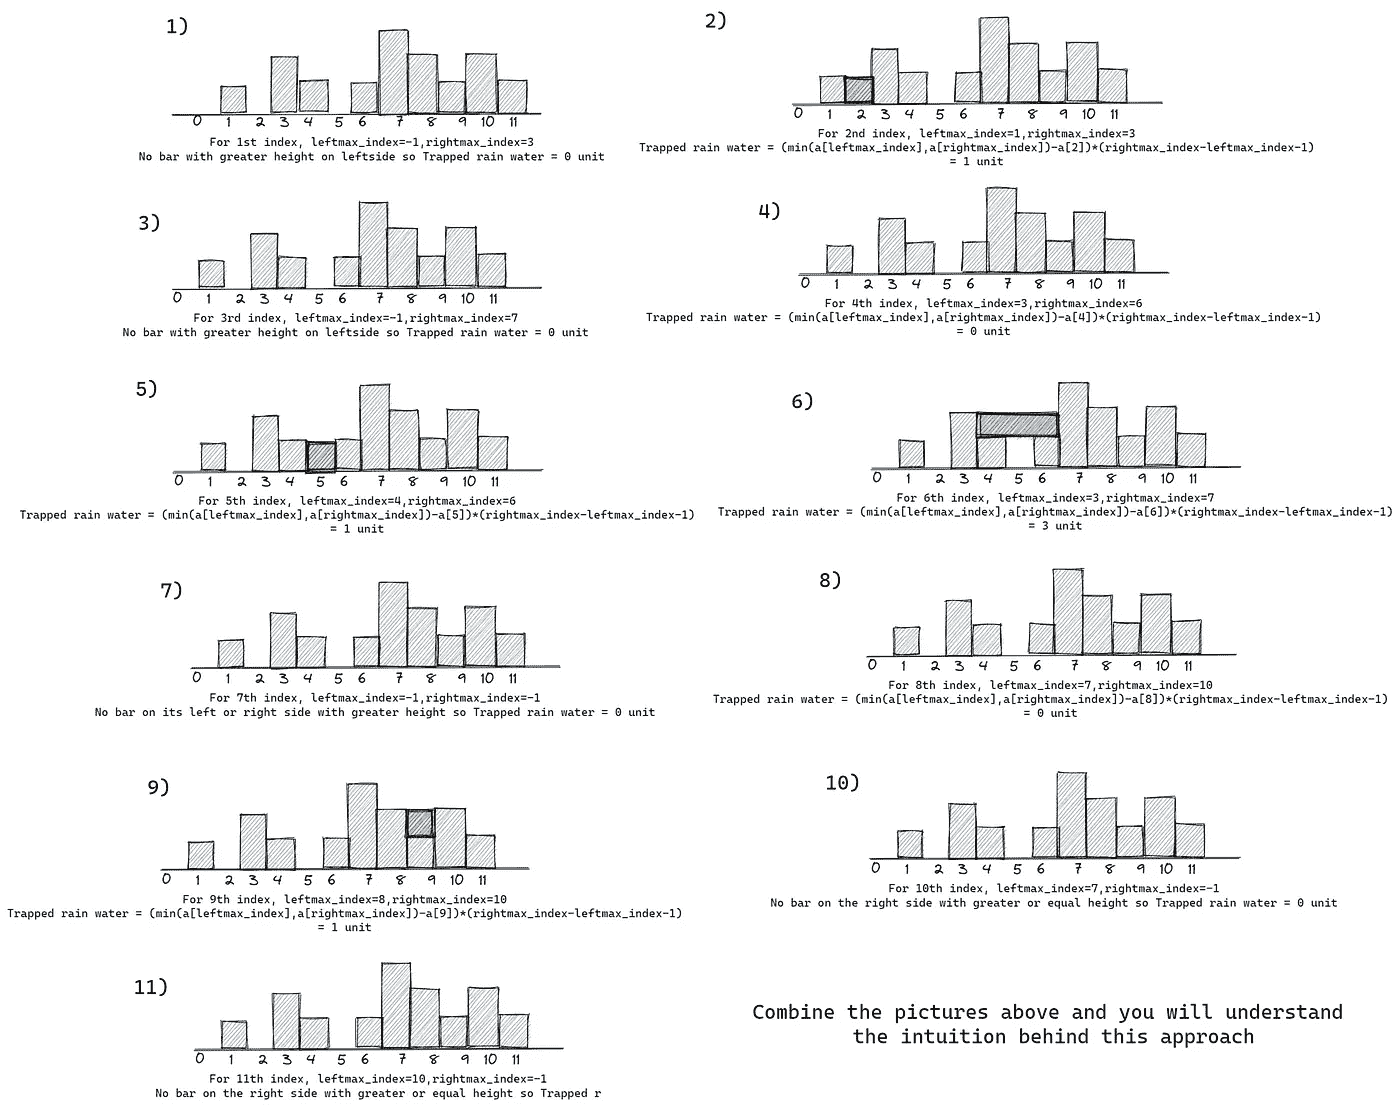 1)
0 1 2 3 4 5 6 7 8 9 10 11
For 1st index, leftmax_index=-1,rightmax_index=3
No bar with greater height on leftside so Trapped rain water = 0 unit
2)
0 1 2 3 4 5 6 7 8 9 10 11
For 2nd index, leftmax_index=1,rightmax_index=3
Trapped rain water = (min(a[leftmax_index],a[rightmax_index])-a[2])*(rightmax_index-leftmax_index-1)
= 1 unit
3)
0 1 2 3 4 5 6 7 8 9 10 11
For 3rd index, leftmax_index=-1,rightmax_index=7
No bar with greater height on leftside so Trapped rain water = 0 unit
4)
0 1 2 3 4 5 6 7 8 9 10 11
For 4th index, leftmax_index=3,rightmax_index=6
Trapped rain water = (min(a[leftmax_index],a[rightmax_index])-a[4])*(rightmax_index-leftmax_index-1)
= 0 unit
5)
0 1 2 3 4 5 6 7 8 9 10 11
For 5th index, leftmax_index=4,rightmax_index=6
Trapped rain water = (min(a[leftmax_index],a[rightmax_index])-a[5])*(rightmax_index-leftmax_index-1)
= 1 unit
6)
0 1 2 3 4 5 6 7 8 9 10 11
For 6th index, leftmax_index=3,rightmax_index=7
Trapped rain water = (min(a[leftmax_index],a[rightmax_index])-a[6])*(rightmax_index-leftmax_index-1)
= 3 unit
7)
0 1 2 3 4 5 6 7 8 9 10 11
For 7th index, leftmax_index=-1,rightmax_index=-1
No bar on its left or right side with greater height so Trapped rain water = 0 unit
8)
0 1 2 3 4 5 6 7 8 9 10 11
For 8th index, leftmax_index=7,rightmax_index=10
Trapped rain water = (min(a[leftmax_index],a[rightmax_index])-a[8])*(rightmax_index-leftmax_index-1)
= 0 unit
9)
0 1 2 3 4 5 6 7 8 9 10 11
For 9th index, leftmax_index=8,rightmax_index=10
Trapped rain water = (min(a[leftmax_index],a[rightmax_index])-a[9])*(rightmax_index-leftmax_index-1)
= 1 unit
10)
0 1 2 3 4 5 6 7 8 9 10 11
For 10th index, leftmax_index=7,rightmax_index=-1
No bar on the right side with greater or equal height so Trapped rain water = 0 unit
11)
0 1 2 3 4 5 6 7 8 9 10 11
For 11th index, leftmax_index=10,rightmax_index=-1
No bar on the right side with greater or equal height so Trapped r
Combine the pictures above and you will understand
the intuition behind this approach